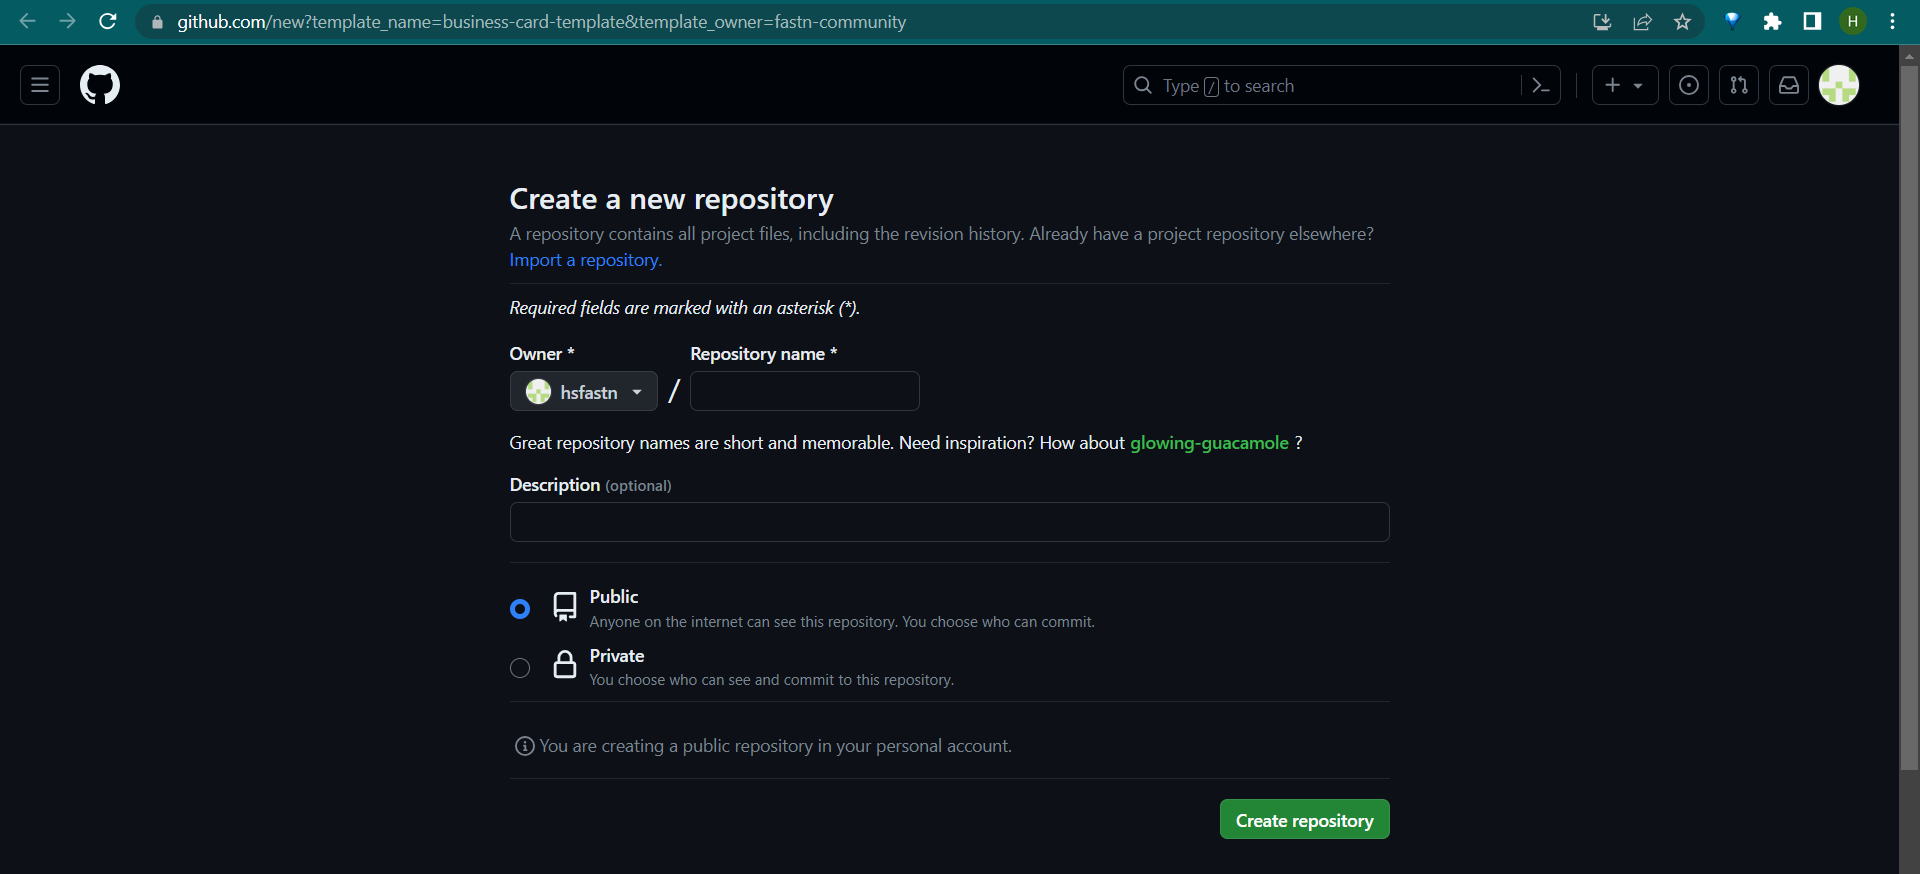 github.com/new?template_name=business-card-template&template_owner=fastn-community
H
Type / to search
Create a new repository
A repository contains all project files, including the revision history. Already have a project repository elsewhere?
Import a repository.
Required fields are marked with an asterisk (*).
Owner * Repository name *
hsfastn /
Great repository names are short and memorable. Need inspiration? How about glowing-guacamole ?
Description (optional)
Public
Anyone on the internet can see this repository. You choose who can commit.
Private
You choose who can see and commit to this repository.
You are creating a public repository in your personal account.
Create repository